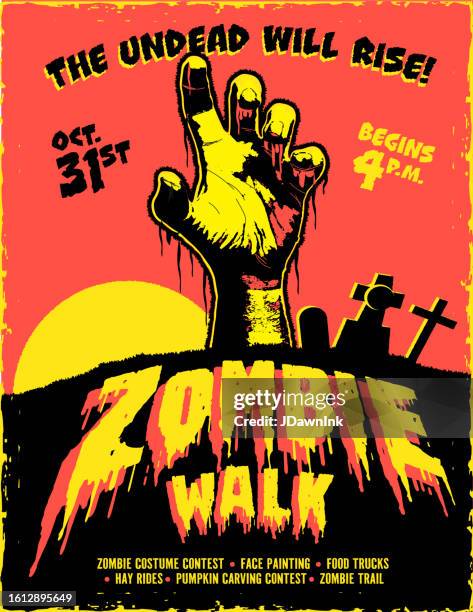 THE UNDEAD WILL RISE!
OCT.
31ST
BEGINS
4 P.M.
ZOMBIE
gettyimages
Credit: JDawnInk
WALK
ZOMBIE COSTUME CONTEST • FACE PAINTING • FOOD TRUCKS
• HAY RIDES • PUMPKIN CARVING CONTEST • ZOMBIE TRAIL
1612895649